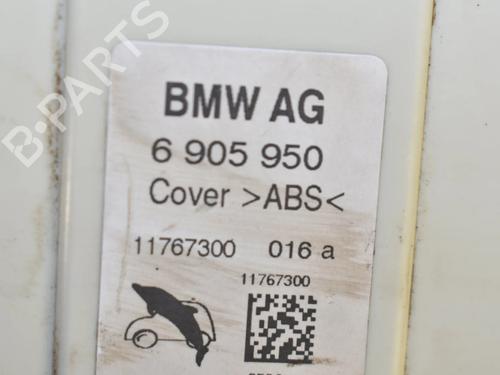 B-PARTS
BMW AG
6 905 950
Cover >ABS<
11767300 016 a
11767300